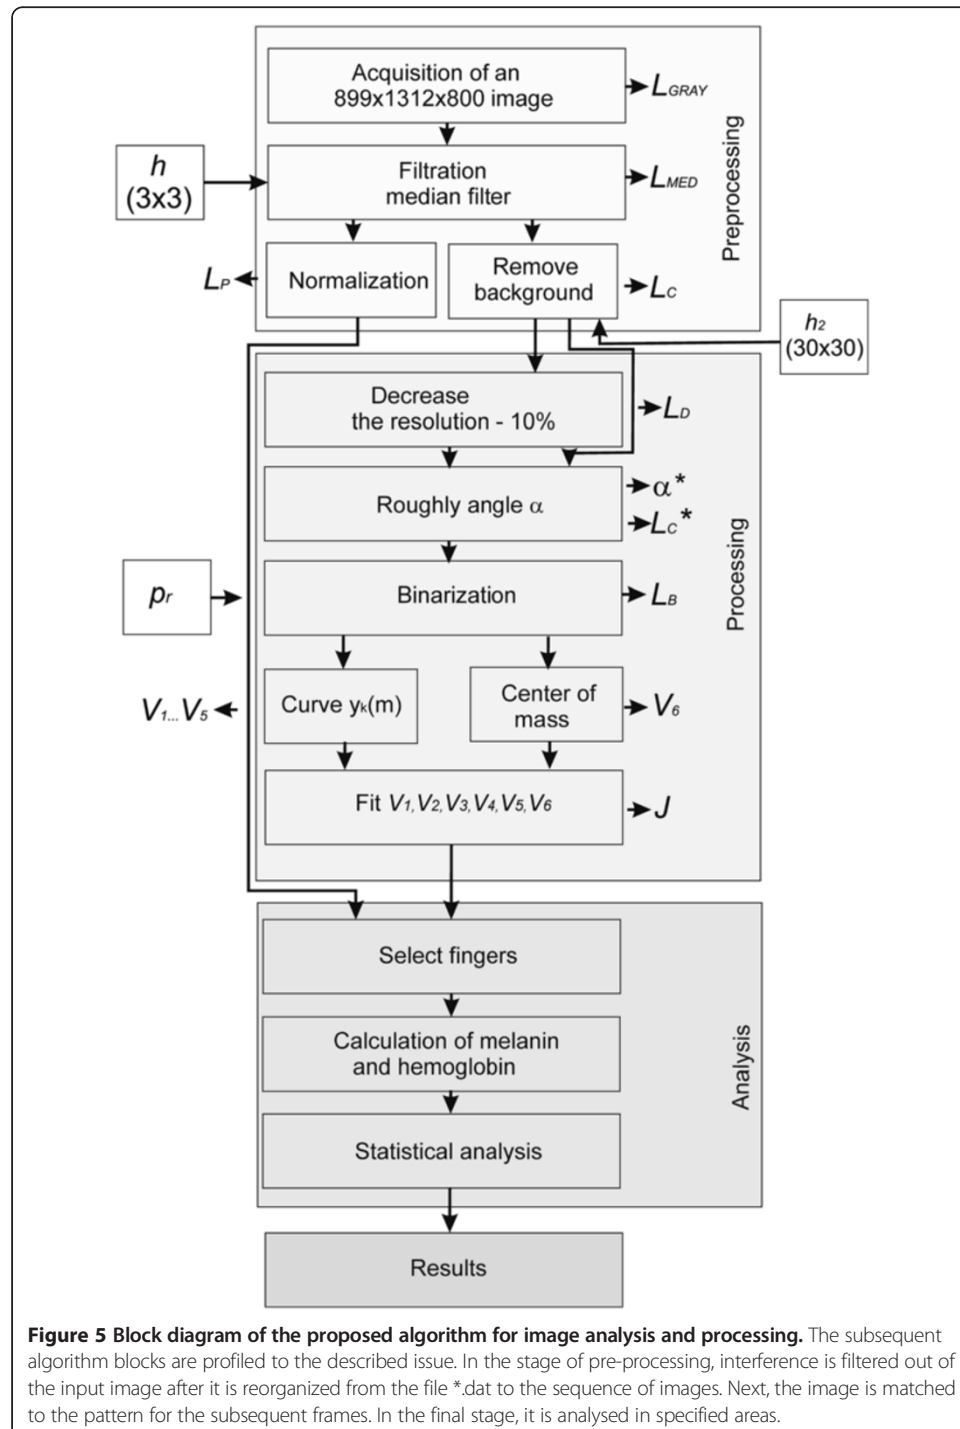 Acquisition of an
899x1312x800 image
LGRAY
h
(3x3)
Filtration
median filter
LMED
Preprocessing
LP
Normalization
Remove
background
LC
h2
(30x30)
Decrease
the resolution - 10%
LD
Roughly angle α
α*
LC*
Processing
pr
Binarization
LB
V1... V5
Curve yk(m)
Center of
mass
V6
Fit V1, V2, V3, V4, V5, V6
J
Select fingers
Calculation of melanin
and hemoglobin
Analysis
Statistical analysis
Results
Figure 5 Block diagram of the proposed algorithm for image analysis and processing. The subsequent
algorithm blocks are profiled to the described issue. In the stage of pre-processing, interference is filtered out of
the input image after it is reorganized from the file *.dat to the sequence of images. Next, the image is matched
to the pattern for the subsequent frames. In the final stage, it is analysed in specified areas.